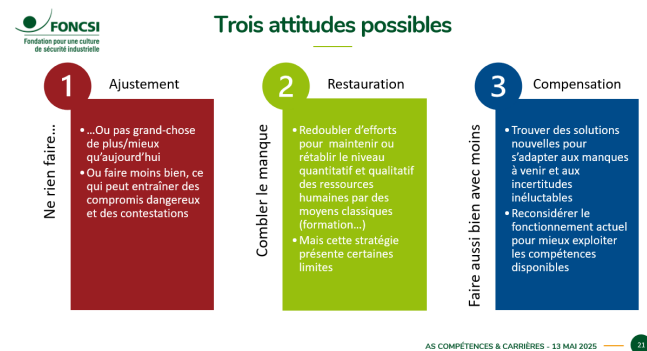 FONCSI
Fondation pour une culture
de sécurité industrielle
Trois attitudes possibles
1
Ajustement
Ne rien faire...
• ...Ou pas grand-chose
de plus/mieux
qu'aujourd'hui
• Ou faire moins bien, ce
qui peut entraîner des
compromis dangereux
et des contestations
2
Restauration
Combler le manque
• Redoubler d'efforts
pour maintenir ou
rétablir le niveau
quantitatif et qualitatif
des ressources
humaines par des
moyens classiques
(formation...)
• Mais cette stratégie
présente certaines
limites
3
Compensation
Faire aussi bien avec moins
• Trouver des solutions
nouvelles pour
s'adapter aux manques
à venir et aux
incertitudes
inéluctables
• Reconsidérer le
fonctionnement actuel
pour mieux exploiter
les compétences
disponibles
AS COMPÉTENCES & CARRIÈRES - 13 MAI 2025
21